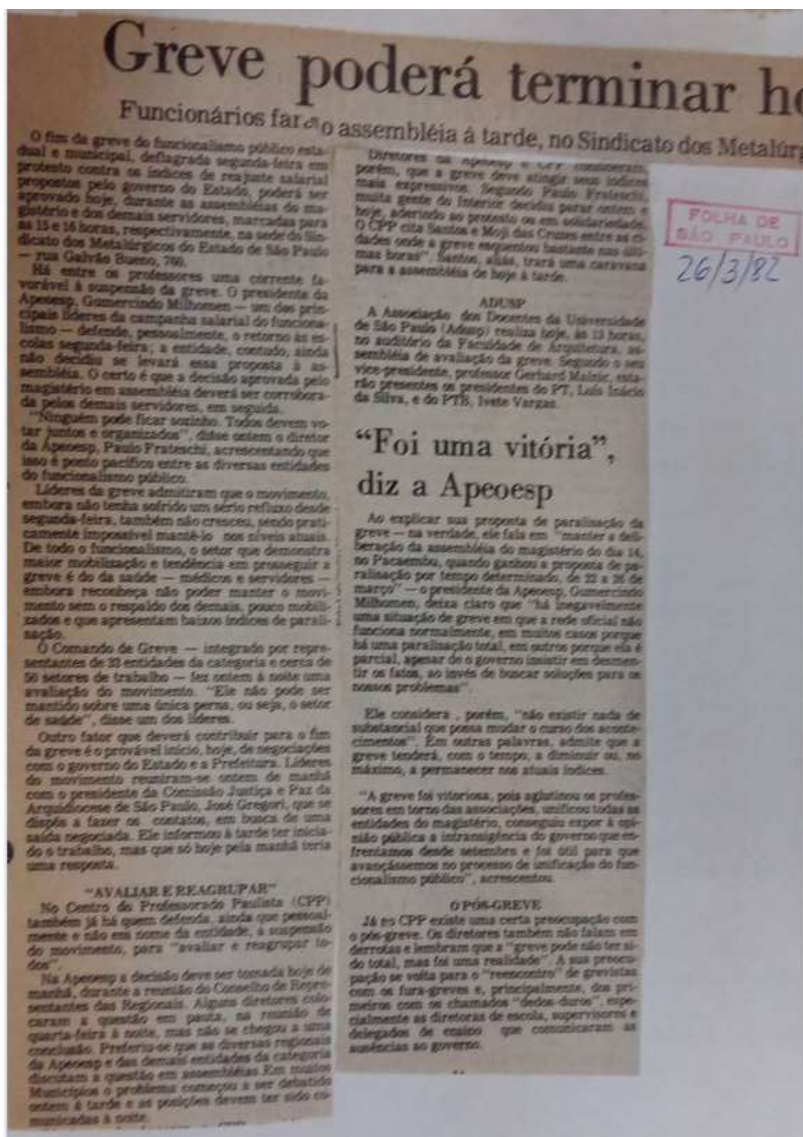 Greve poderá terminar ho
Funcionários farão assembléia à tarde, no Sindicato dos Metalúrg
O fim da greve do funcionalismo público esta-
dual e municipal, deflagrada segunda-feira em
protesto contra os índices de reajuste salarial
propostos pelo governo do Estado, poderá ser
aprovado hoje, durante as assembléias do ma-
gistério e dos demais servidores, marcadas para
as 15 e 16 horas, respectivamente, na sede do Sin-
dicato dos Metalúrgicos do Estado de São Paulo
— rua Galvão Bueno, 760.
Há entre os professores uma corrente fa-
vorável à suspensão da greve. O presidente da
Apeoesp, Gumercindo Milhomen — um dos prin-
cipais líderes da campanha salarial do funciona-
lismo — defende, pessoalmente, o retorno às es-
colas segunda-feira; a entidade, contudo, ainda
não decidiu se levará essa proposta à as-
sembléia. O certo é que a decisão aprovada pelo
magistério em assembléia deverá ser corrobora-
da pelos demais servidores, em seguida.
"Ninguém pode ficar sozinho. Todos devem vo-
tar juntos e organizados", disse ontem o diretor
da Apeoesp, Paulo Frateschi, acrescentando que
isso é ponto pacífico entre as diversas entidades
do funcionalismo público.
Líderes da greve admitiram que o movimento,
embora não tenha sofrido um sério refluxo desde
segunda-feira, também não cresceu, sendo prati-
camente impossível mantê-lo nos níveis atuais.
De todo o funcionalismo, o setor que demonstra
maior mobilização e tendência em prosseguir a
greve é do da saúde — médicos e servidores —
embora reconheça não poder manter o movi-
mento sem o respaldo dos demais, pouco mobili-
zados e que apresentam baixos índices de parali-
sação.
O Comando de Greve — integrado por repre-
sentantes de 33 entidades da categoria e cerca de
50 setores de trabalho — fez ontem à noite uma
avaliação do movimento. "Ele não pode ser
mantido sobre uma única perna, ou seja, o setor
de saúde", disse um dos líderes.
Outro fator que deverá contribuir para o fim
da greve é o provável início, hoje, de negociações
com o governo do Estado e a Prefeitura. Líderes
do movimento reuniram-se ontem de manhã
com o presidente da Comissão Justiça e Paz da
Arquidiocese de São Paulo, José Gregori, que se
dispôs a fazer os contatos, em busca de uma
saída negociada. Ele informou à tarde ter inicia-
do o trabalho, mas que só hoje pela manhã teria
uma resposta.
"AVALIAR E REAGRUPAR"
No Centro do Professorado Paulista (CPP)
também já há quem defenda, ainda que pessoal-
mente e não em nome da entidade, a suspensão
do movimento, para "avaliar e reagrupar to-
dos".
Na Apeoesp a decisão deve ser tomada hoje de
manhã, durante a reunião do Conselho de Repre-
sentantes das Regionais. Alguns diretores colo-
caram a questão em pauta, na reunião de
quarta-feira à noite, mas não se chegou a uma
conclusão. Preferiu-se que as diversas regionais
da Apeoesp e das demais entidades da categoria
discutam a questão em assembléias. Em muitos
Municípios o problema começou a ser debatido
ontem à tarde e as posições devem ter sido co-
municadas à noite.
Diretores da Apeoesp e CPP consideram,
porém, que a greve deve atingir seus índices
mais expressivos. Segundo Paulo Frateschi,
muita gente do Interior decidiu parar ontem e
hoje, aderindo ao protesto ou em solidariedade.
O CPP cita Santos e Moji das Cruzes entre as ci-
dades onde a greve esquentou bastante nas últi-
mas horas". Santos, aliás, trará uma caravana
para a assembléia de hoje à tarde.
ADUSP
A Associação dos Docentes da Universidade
de São Paulo (Adusp) realiza hoje, às 13 horas,
no auditório da Faculdade de Arquitetura, as-
sembléia de avaliação da greve. Segundo o seu
vice-presidente, professor Gerhard Malnic, esta-
rão presentes os presidentes do PT, Luís Inácio
da Silva, e do PTB, Ivete Vargas.
"Foi uma vitória",
diz a Apeoesp
Ao explicar sua proposta de paralisação da
greve — na verdade, ele fala em "manter a deli-
beração da assembléia do magistério do dia 14,
no Pacaembu, quando ganhou a proposta de pa-
ralisação por tempo determinado, de 22 a 26 de
março" — o presidente da Apeoesp, Gumercindo
Milhomen, deixa claro que "há inegavelmente
uma situação de greve em que a rede oficial não
funciona normalmente, em muitos casos porque
há uma paralisação total, em outros porque ela é
parcial, apesar de o governo insistir em desmen-
tir os fatos, ao invés de buscar soluções para os
nossos problemas".
Ele considera , porém, "não existir nada de
substancial que possa mudar o curso dos aconte-
cimentos". Em outras palavras, admite que a
greve tenderá, com o tempo, a diminuir ou, no
máximo, a permanecer nos atuais índices.
"A greve foi vitoriosa, pois aglutinou os profes-
sores em torno das associações, unificou todas as
entidades do magistério, conseguiu expor à opi-
nião pública a intransigência do governo que en-
frentamos desde setembro e foi útil para que
avançássemos no processo de unificação do fun-
cionalismo público", acrescentou.
O PÓS-GREVE
Já no CPP existe uma certa preocupação com
o pós-greve. Os diretores também não falam em
derrotas e lembram que a "greve pode não ter si-
do total, mas foi uma realidade". A sua preocu-
pação se volta para o "reencontro" de grevistas
com os fura-greves e, principalmente, dos pri-
meiros com os chamados "dedos-duros", espe-
cialmente as diretoras de escola, supervisores e
delegados de ensino que comunicaram as
ausências ao governo.
FOLHA DE
SÃO PAULO
26/3/82